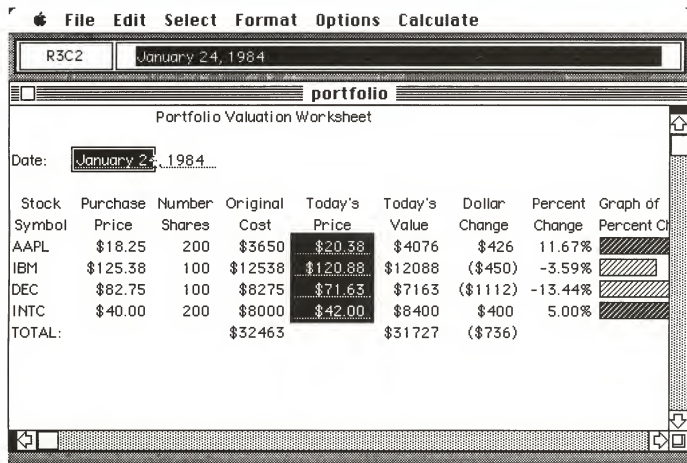 File Edit Select Format Options Calculate
R3C2 January 24, 1984
portfolio
Portfolio Valuation Worksheet
Date: January 24, 1984
Stock Purchase Number Original Today's Today's Dollar Percent Graph of
Symbol Price Shares Cost Price Value Change Change Percent Ch
AAPL $18.25 200 $3650 $20.38 $4076 $426 11.67%
IBM $125.38 100 $12538 $120.88 $12088 ($450) -3.59%
DEC $82.75 100 $8275 $71.63 $7163 ($1112) -13.44%
INTC $40.00 200 $8000 $42.00 $8400 $400 5.00%
TOTAL: $32463 $31727 ($736)